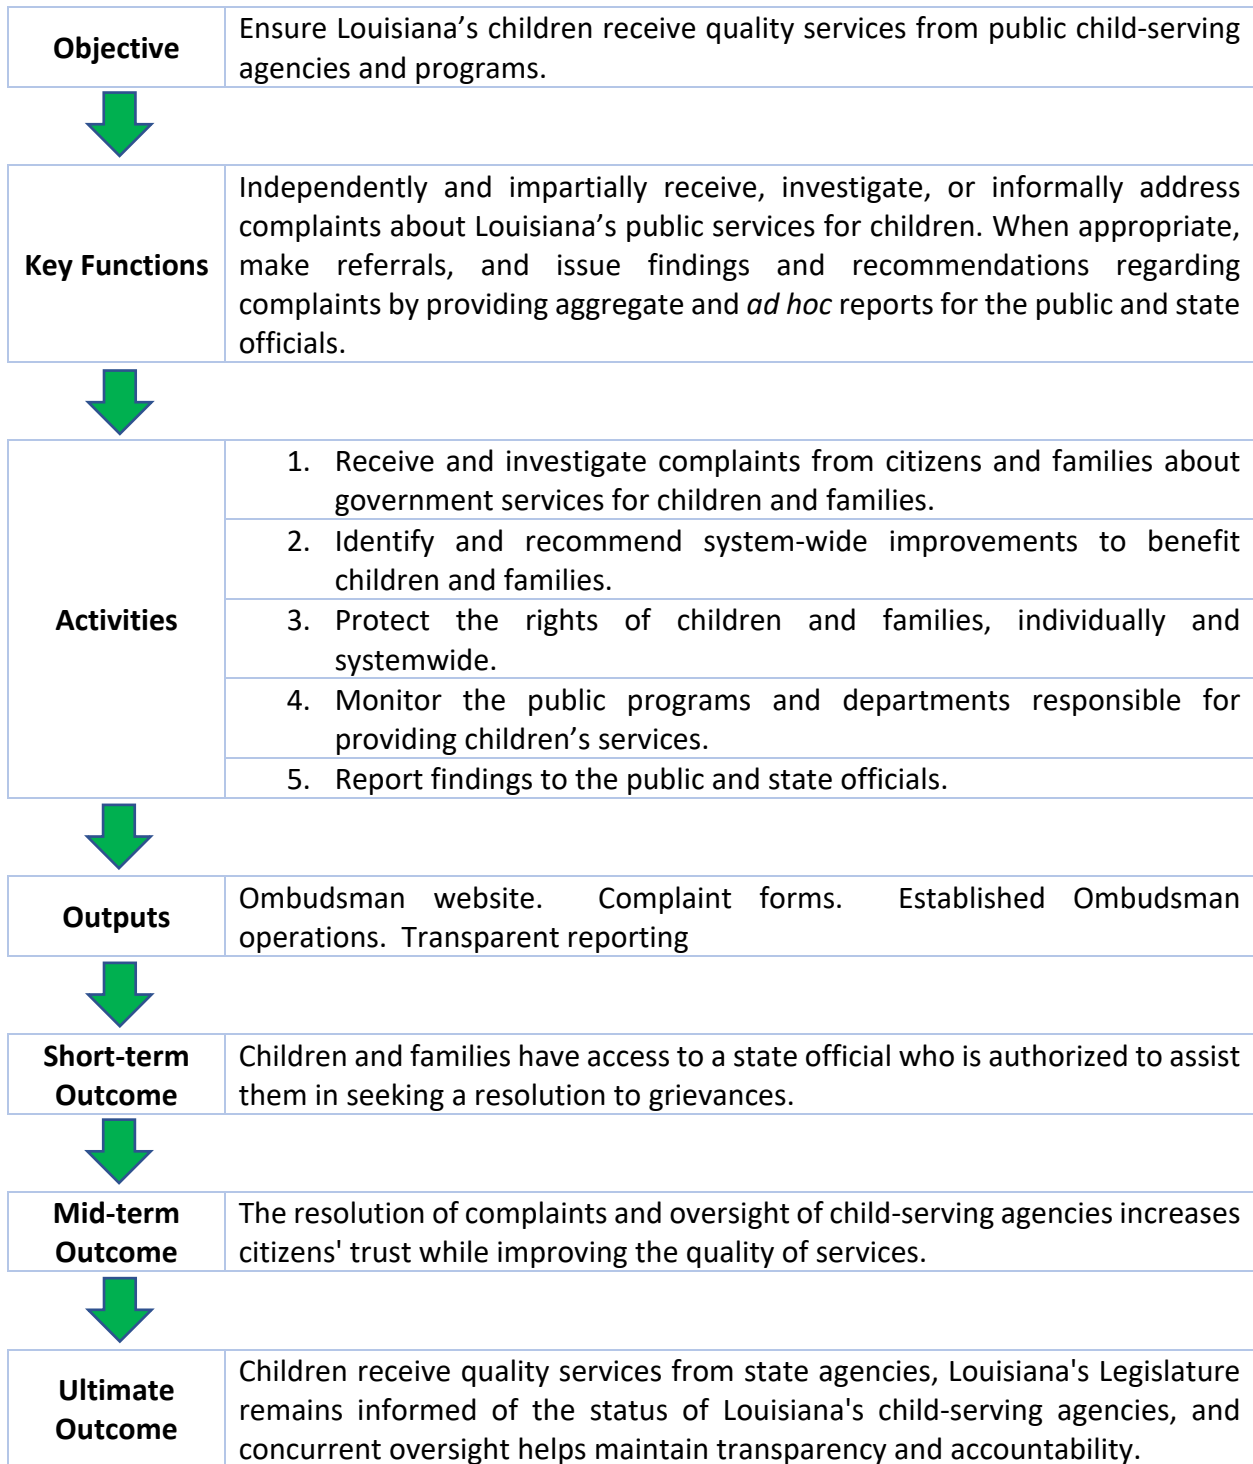 Objective
Ensure Louisiana’s children receive quality services from public child-serving
agencies and programs.
Key Functions
Independently and impartially receive, investigate, or informally address
complaints about Louisiana’s public services for children. When appropriate,
make referrals, and issue findings and recommendations regarding
complaints by providing aggregate and ad hoc reports for the public and state
officials.
Activities
1. Receive and investigate complaints from citizens and families about
government services for children and families.
2. Identify and recommend system-wide improvements to benefit
children and families.
3. Protect the rights of children and families, individually and
systemwide.
4. Monitor the public programs and departments responsible for
providing children’s services.
5. Report findings to the public and state officials.
Outputs
Ombudsman website. Complaint forms. Established Ombudsman
operations. Transparent reporting
Short-term
Outcome
Children and families have access to a state official who is authorized to assist
them in seeking a resolution to grievances.
Mid-term
Outcome
The resolution of complaints and oversight of child-serving agencies increases
citizens' trust while improving the quality of services.
Ultimate
Outcome
Children receive quality services from state agencies, Louisiana's Legislature
remains informed of the status of Louisiana's child-serving agencies, and
concurrent oversight helps maintain transparency and accountability.